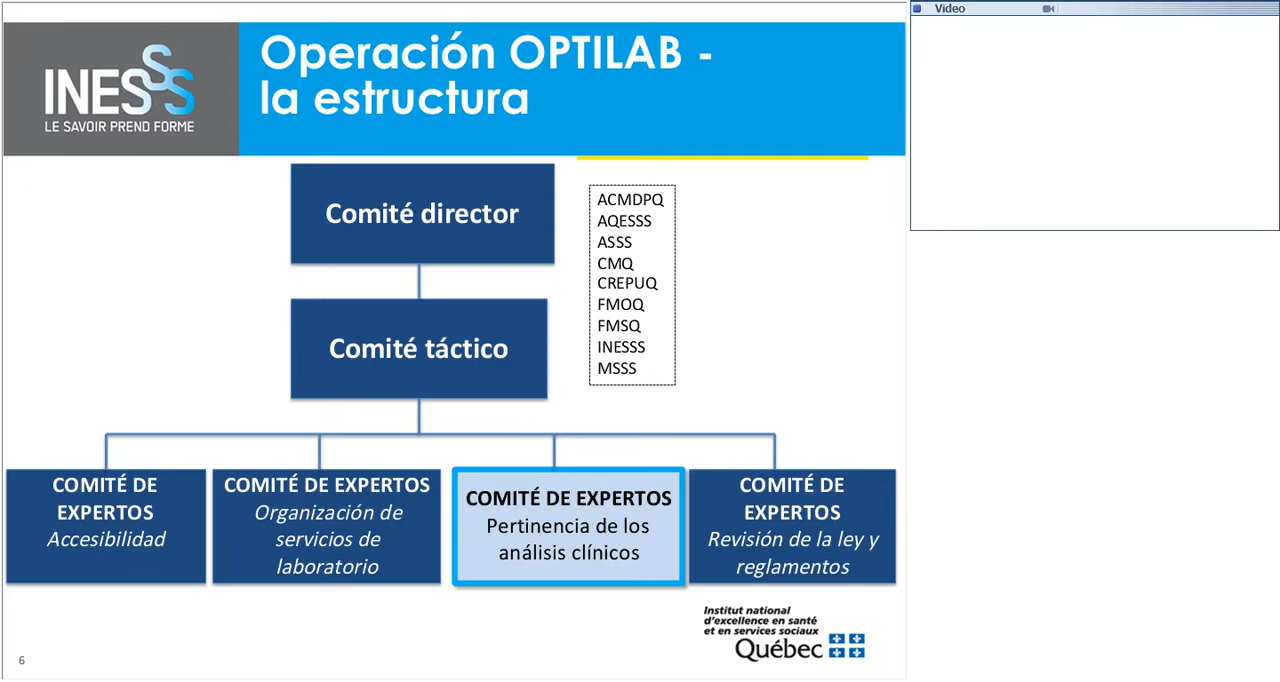 Video
INESSS
LE SAVOIR PREND FORME
Operación OPTILAB -
la estructura
Comité director
Comité táctico
ACMDPQ
AQESSS
ASSS
CMQ
CREPUQ
FMOQ
FMSQ
INESSS
MSSS
COMITÉ DE
EXPERTOS
Accesibilidad
COMITÉ DE EXPERTOS
Organización de
servicios de
laboratorio
COMITÉ DE EXPERTOS
Pertinencia de los
análisis clínicos
COMITÉ DE
EXPERTOS
Revisión de la ley y
reglamentos
Institut national
d'excellence en santé
et en services sociaux
Québec
6